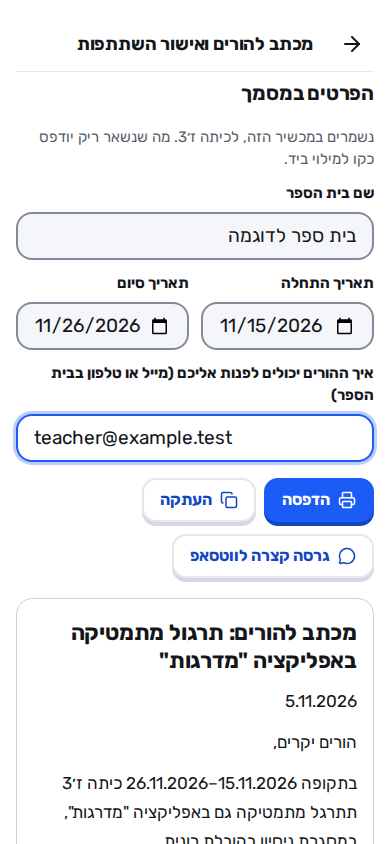 מכתב להורים ואישור השתתפות
הפרטים במסמך
נשמרים במכשיר הזה, לכיתה ז׳3. מה שנשאר ריק יודפס
כקו למילוי ביד.
שם בית הספר
בית ספר לדוגמה
תאריך התחלה
תאריך סיום
11/15/2026
11/26/2026
איך ההורים יכולים לפנות אליכם (מייל או טלפון בבית
הספר)
teacher@example.test
הדפסה
העתקה
גרסה קצרה לווטסאפ
מכתב להורים: תרגול מתמטיקה
באפליקציה "מדרגות"
5.11.2026
הורים יקרים,
בתקופה 15.11.2026–26.11.2026 כיתה ז׳3
תתרגל מתמטיקה גם באפליקציה "מדרגות",
במסגרת ניסיון בהובלת בונית